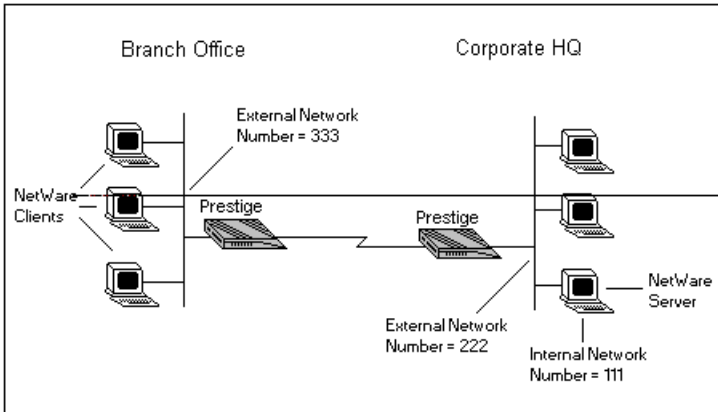 Branch Office
Corporate HQ
External Network
Number = 333
NetWare
Clients
Prestige
Prestige
NetWare
Server
External Network
Number = 222
Internal Network
Number = 111